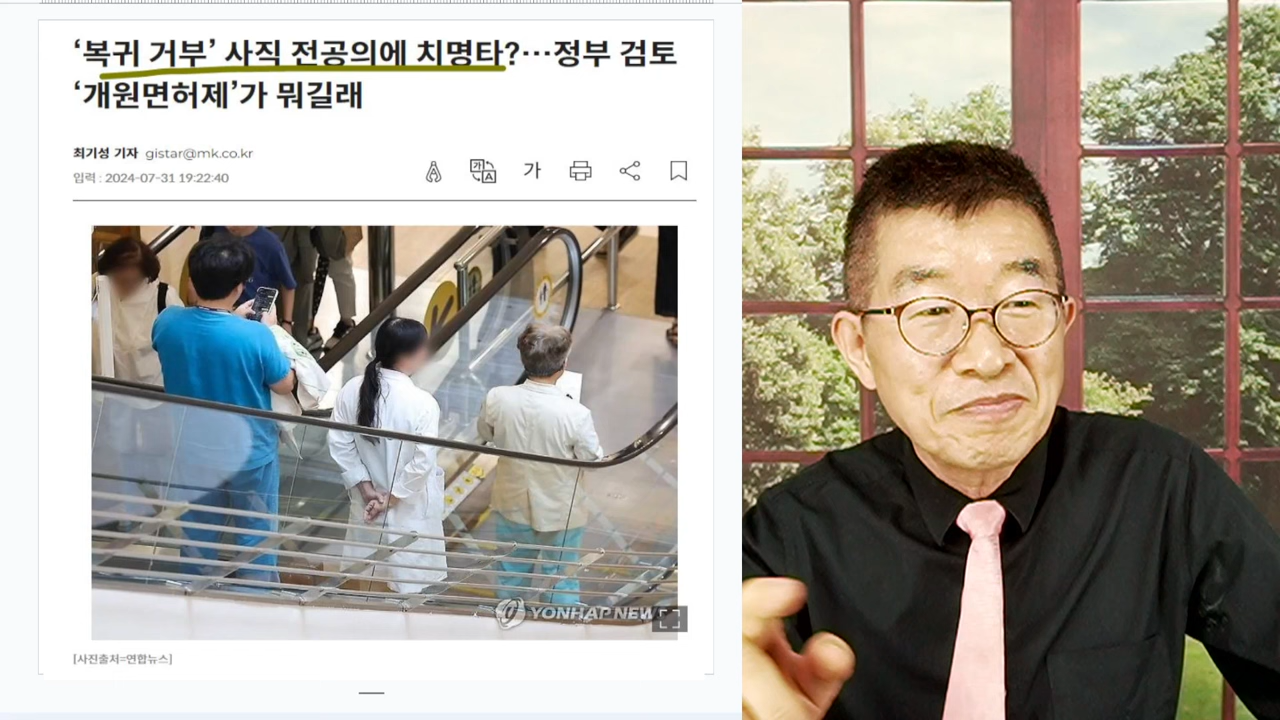 ‘복귀 거부’ 사직 전공의에 치명타?…정부 검토
‘개원면허제’가 뭐길래
최기성 기자 gistar@mk.co.kr
입력 : 2024-07-31 19:22:40
가
YONHAP NEW
[사진출처=연합뉴스]